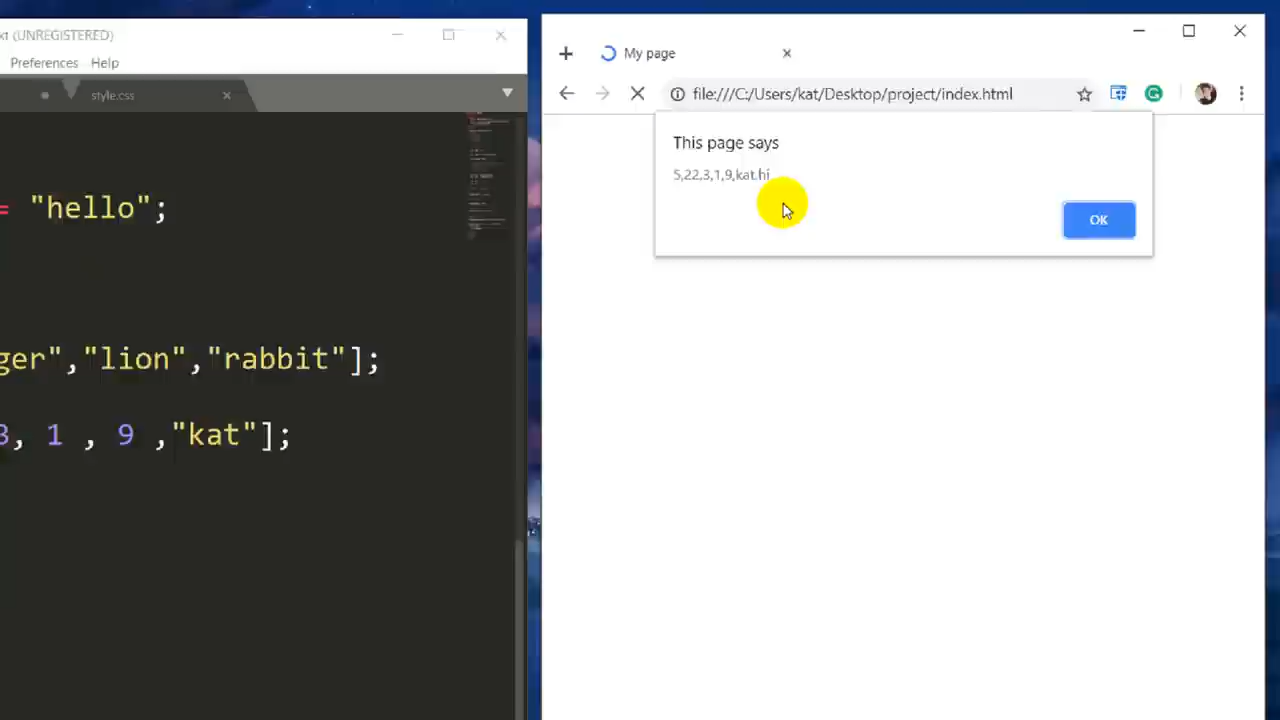 xt (UNREGISTERED)
Preferences Help
style.css
= "hello";
ger","lion","rabbit"];
3, 1 , 9 ,"kat"];
My page
file:///C:/Users/kat/Desktop/project/index.html
This page says
5,22,3,1,9,kat,hi
OK